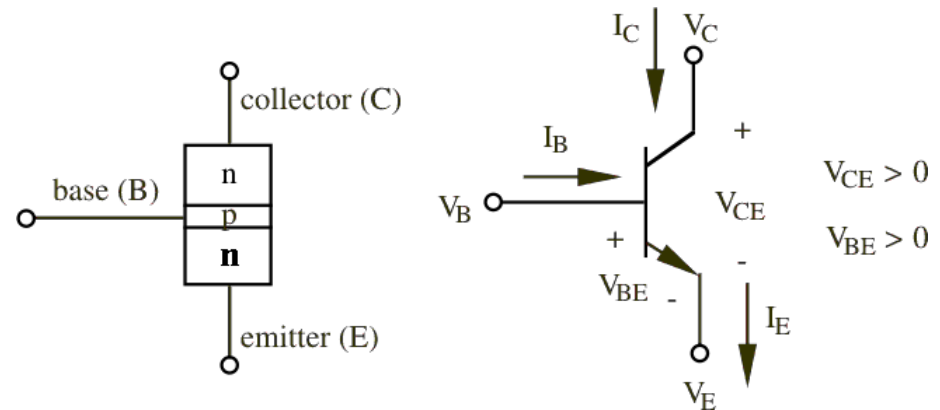 collector (C)
n
base (B)
p
n
emitter (E)
I_C
V_C
I_B
+
V_CE > 0
V_B
V_CE
+
V_BE > 0
-
V_BE
-
I_E
V_E